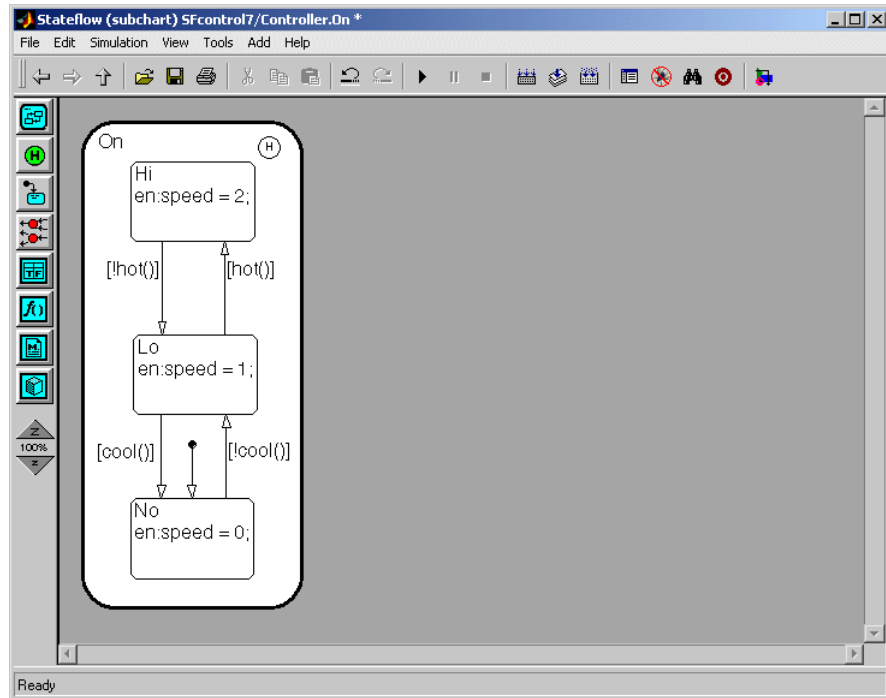 Stateflow (subchart) SFcontrol7/Controller.On *
File Edit Simulation View Tools Add Help
On
H
Hi
en:speed = 2;
[!hot()]
[hot()]
Lo
en:speed = 1;
[cool()]
[!cool()]
No
en:speed = 0;
H
TF
f()
M
Z
100%
z
Ready